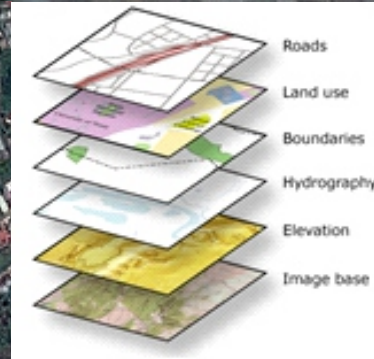 Roads
Land use
Boundaries
Hydrography
Elevation
Image base